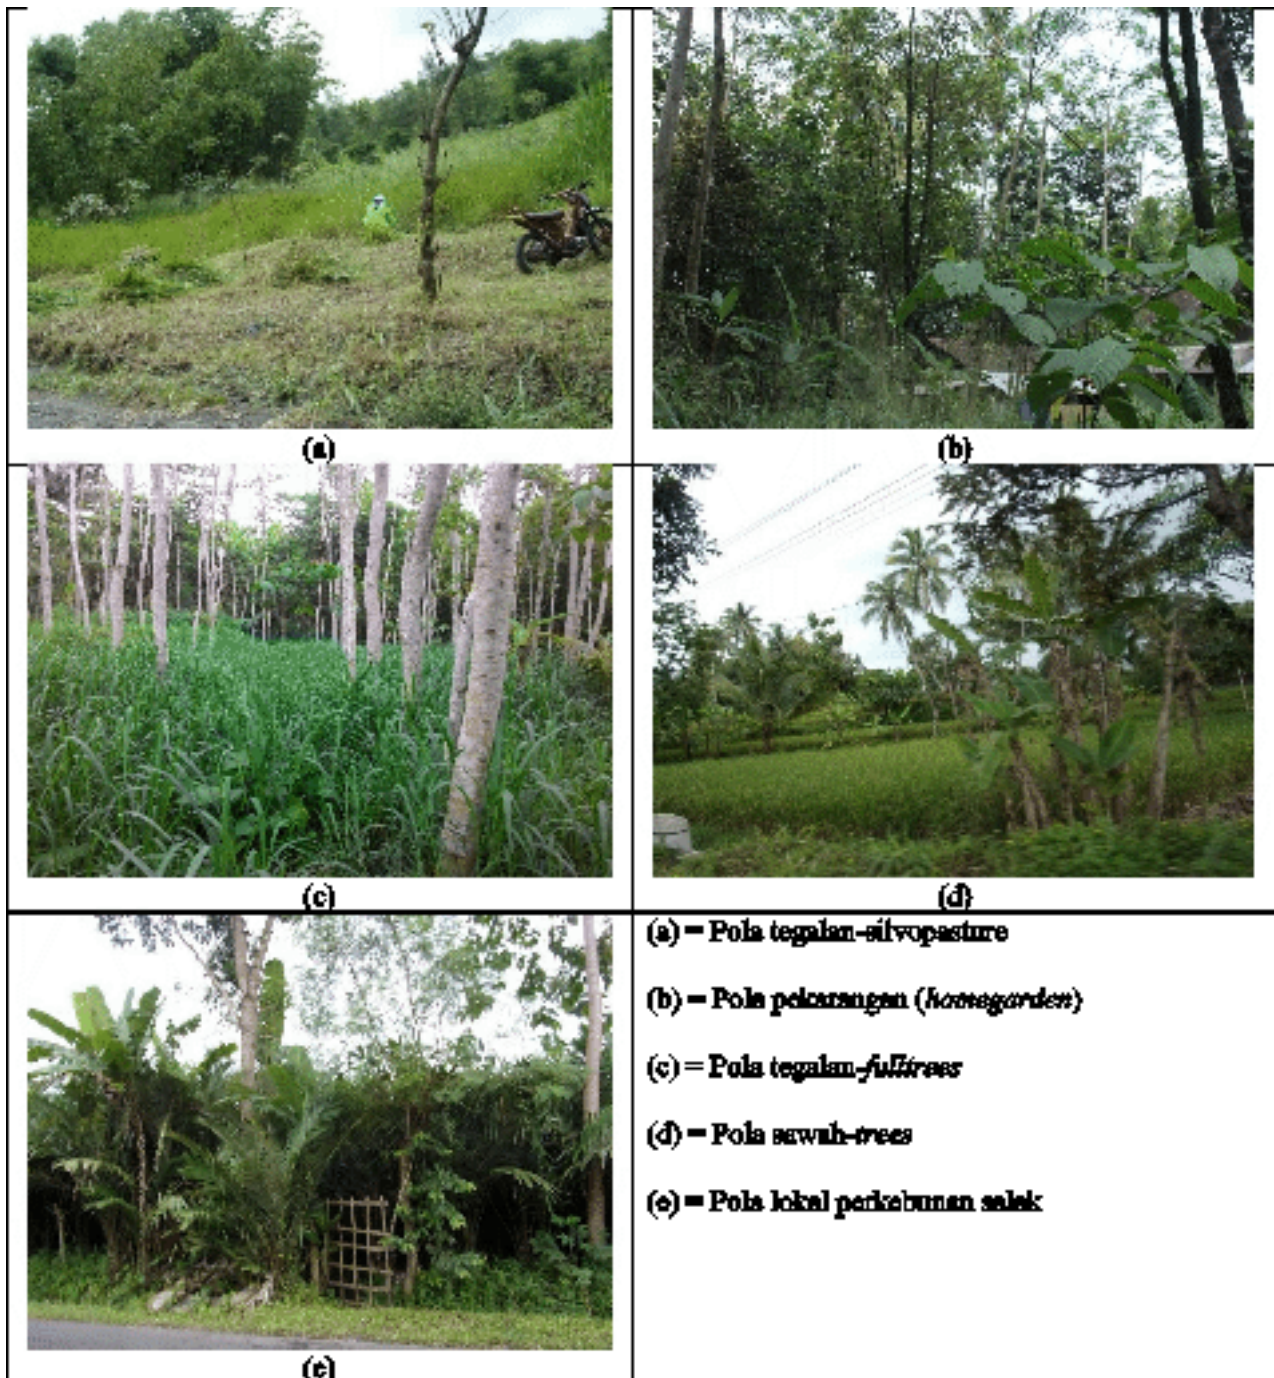 (a)
(b)
(c)
(d)
(e)
(a) = Pola tegalan-silvopasture
(b) = Pola pekarangan (homegarden)
(c) = Pola tegalan-fulltrees
(d) = Pola sawah-trees
(e) = Pola lokal perkebunan salak